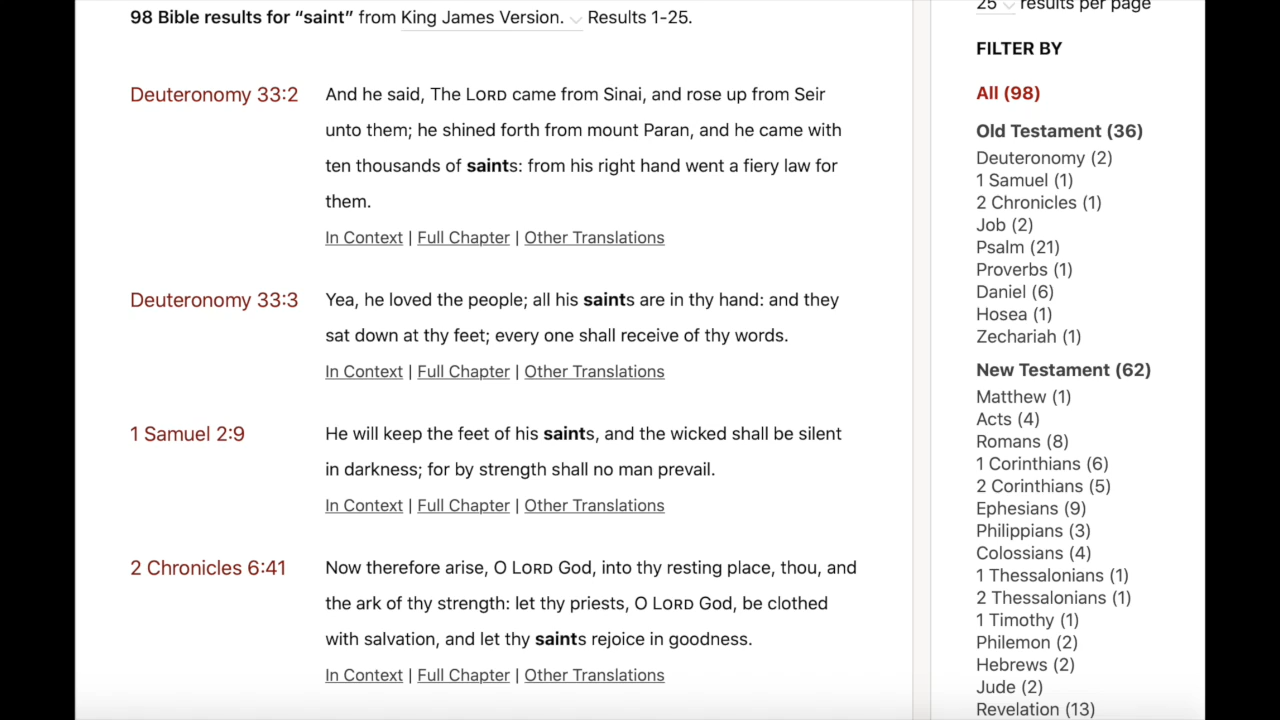 98 Bible results for “saint” from King James Version. Results 1-25.
Deuteronomy 33:2
And he said, The LORD came from Sinai, and rose up from Seir
unto them; he shined forth from mount Paran, and he came with
ten thousands of saints: from his right hand went a fiery law for
them.
In Context | Full Chapter | Other Translations
Deuteronomy 33:3
Yea, he loved the people; all his saints are in thy hand: and they
sat down at thy feet; every one shall receive of thy words.
In Context | Full Chapter | Other Translations
1 Samuel 2:9
He will keep the feet of his saints, and the wicked shall be silent
in darkness; for by strength shall no man prevail.
In Context | Full Chapter | Other Translations
2 Chronicles 6:41
Now therefore arise, O LORD God, into thy resting place, thou, and
the ark of thy strength: let thy priests, O LORD God, be clothed
with salvation, and let thy saints rejoice in goodness.
In Context | Full Chapter | Other Translations
25 results per page
FILTER BY
All (98)
Old Testament (36)
Deuteronomy (2)
1 Samuel (1)
2 Chronicles (1)
Job (2)
Psalm (21)
Proverbs (1)
Daniel (6)
Hosea (1)
Zechariah (1)
New Testament (62)
Matthew (1)
Acts (4)
Romans (8)
1 Corinthians (6)
2 Corinthians (5)
Ephesians (9)
Philippians (3)
Colossians (4)
1 Thessalonians (1)
2 Thessalonians (1)
1 Timothy (1)
Philemon (2)
Hebrews (2)
Jude (2)
Revelation (13)